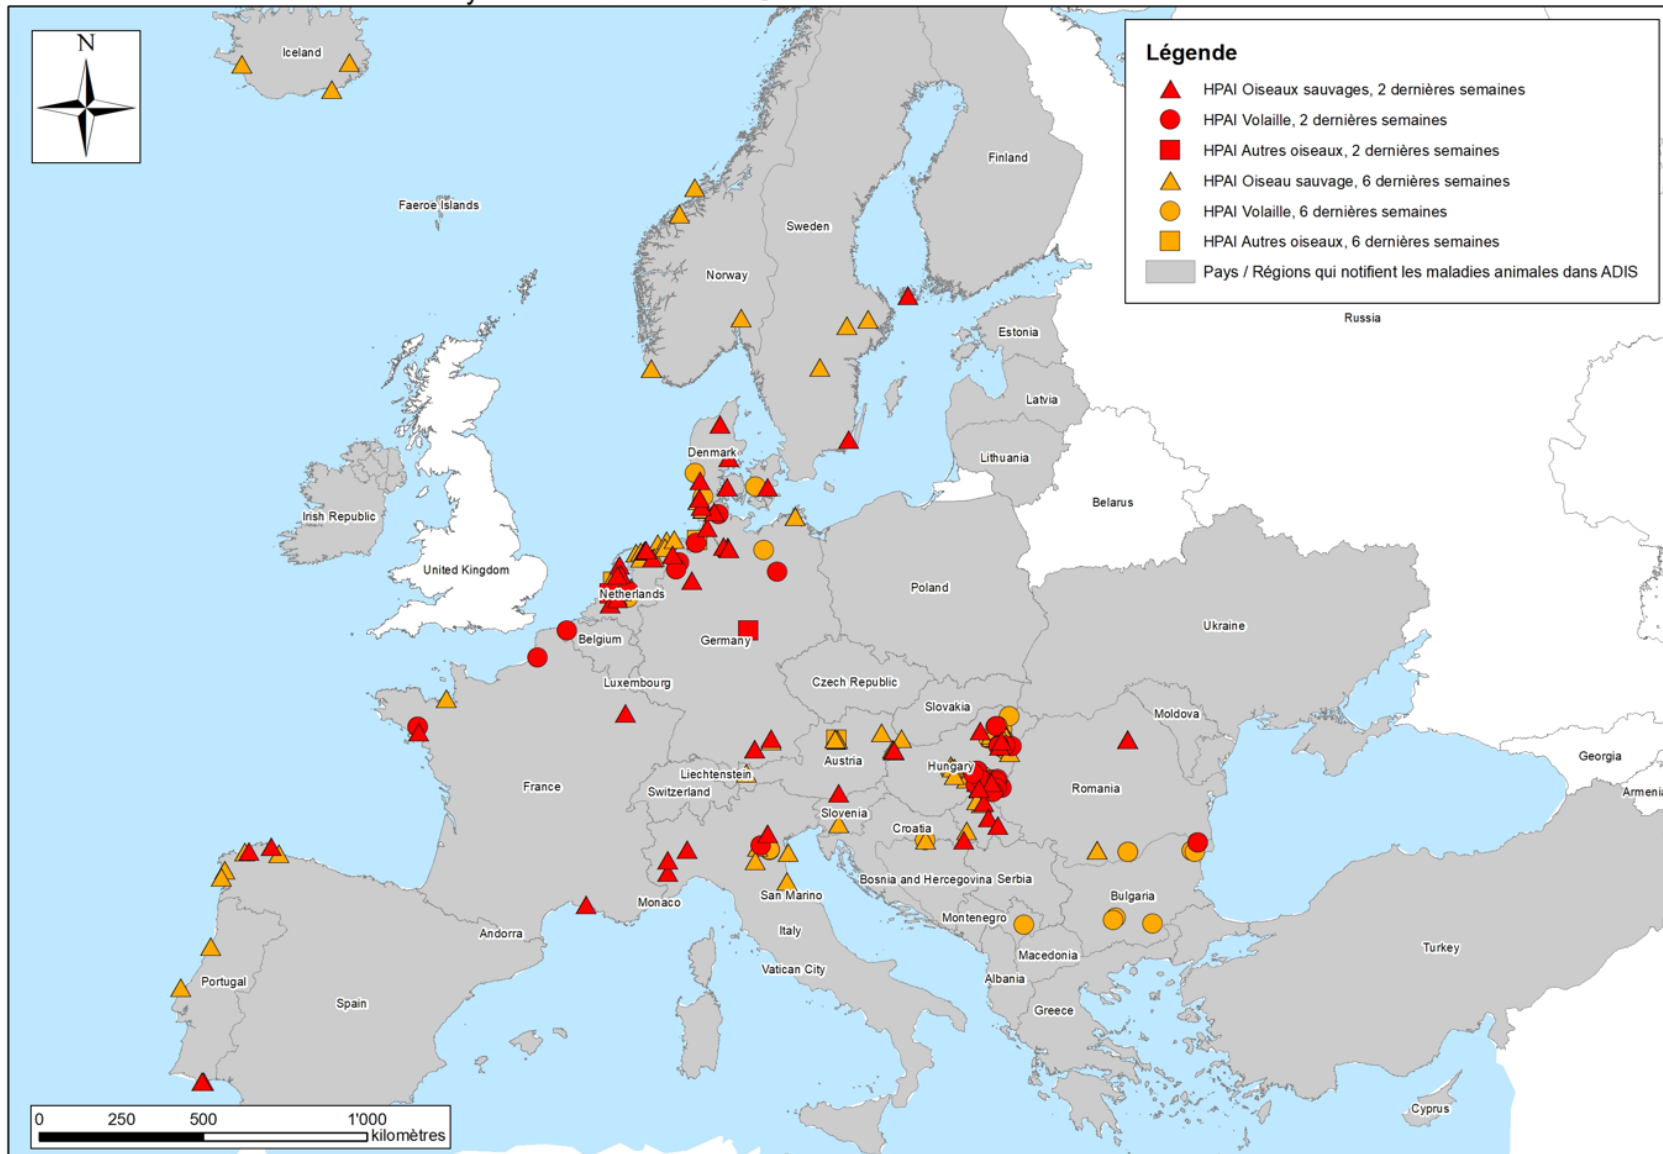 N
Iceland
Légende
HPAI Oiseaux sauvages, 2 dernières semaines
HPAI Volaille, 2 dernières semaines
HPAI Autres oiseaux, 2 dernières semaines
HPAI Oiseau sauvage, 6 dernières semaines
HPAI Volaille, 6 dernières semaines
HPAI Autres oiseaux, 6 dernières semaines
Pays / Régions qui notifient les maladies animales dans ADIS
Finland
Faeroe Islands
Sweden
Norway
Russia
Estonia
Latvia
Denmark
Lithuania
Belarus
Irish Republic
United Kingdom
Poland
Netherlands
Ukraine
Belgium
Germany
Luxembourg
Czech Republic
Slovakia
Moldova
Austria
Hungary
Georgia
Liechtenstein
France
Switzerland
Romania
Armenia
Slovenia
Croatia
Bosnia and Hercegovina
Serbia
San Marino
Bulgaria
Monaco
Montenegro
Andorra
Italy
Turkey
Macedonia
Vatican City
Albania
Portugal
Spain
Greece
Cyprus
0 250 500 1'000
kilomètres